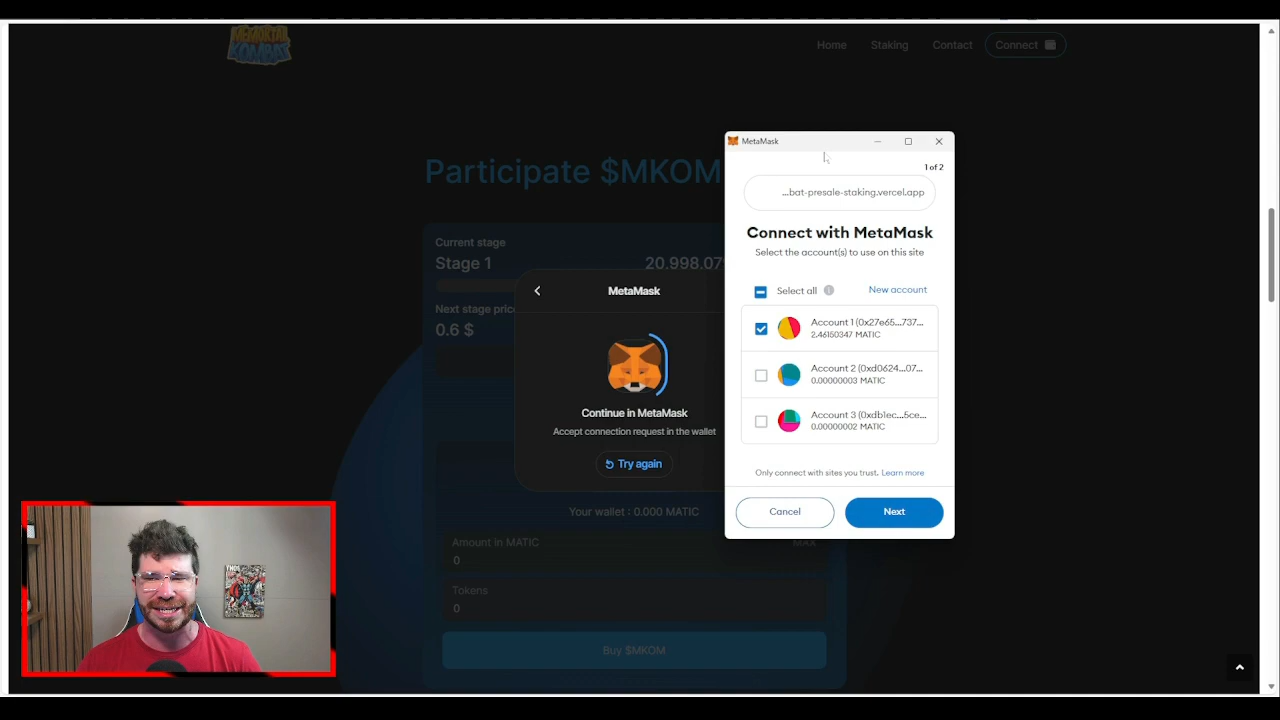 MEMORTAL
KOMBAT
Home
Staking
Contact
Connect
Participate $MKOM
Current stage
Stage 1
20.998.079
Next stage price
0.6 $
MetaMask
Continue in MetaMask
Accept connection request in the wallet
Try again
Your wallet : 0.000 MATIC
Amount in MATIC
MAX
0
Tokens
0
Buy $MKOM
MetaMask
1 of 2
...bat-presale-staking.vercel.app
Connect with MetaMask
Select the account(s) to use on this site
Select all
New account
Account 1 (0x27e65...737...
2.46150347 MATIC
Account 2 (0xd0624...07...
0.00000003 MATIC
Account 3 (0xdb1ec...5ce...
0.00000002 MATIC
Only connect with sites you trust. Learn more
Cancel
Next